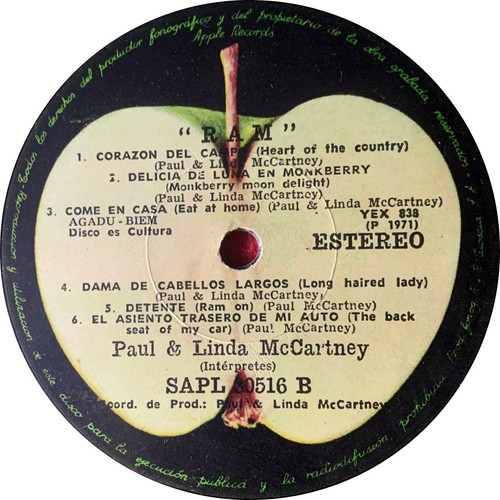 Todos los derechos del productor fonográfico y del propietario de la obra grabada, reservados.
Apple Records
"RAM"
1. CORAZON DEL CAMPO (Heart of the country)
(Paul & Linda McCartney)
2. DELICIA DE LUNA EN MONKBERRY
(Monkberry moon delight)
(Paul & Linda McCartney)
3. COME EN CASA (Eat at home) (Paul & Linda McCartney)
AGADU - BIEM
Disco es Cultura
YEX 838
(P 1971)
ESTEREO
4. DAMA DE CABELLOS LARGOS (Long haired lady)
(Paul & Linda McCartney)
5. DETENTE (Ram on) (Paul McCartney)
6. EL ASIENTO TRASERO DE MI AUTO (The back
seat of my car) (Paul McCartney)
Paul & Linda McCartney
(Intérpretes)
SAPL 30516 B
Coord. de Prod.: Paul & Linda McCartney
utilización de este disco para la ejecución pública y la radiodifusión, prohibidas